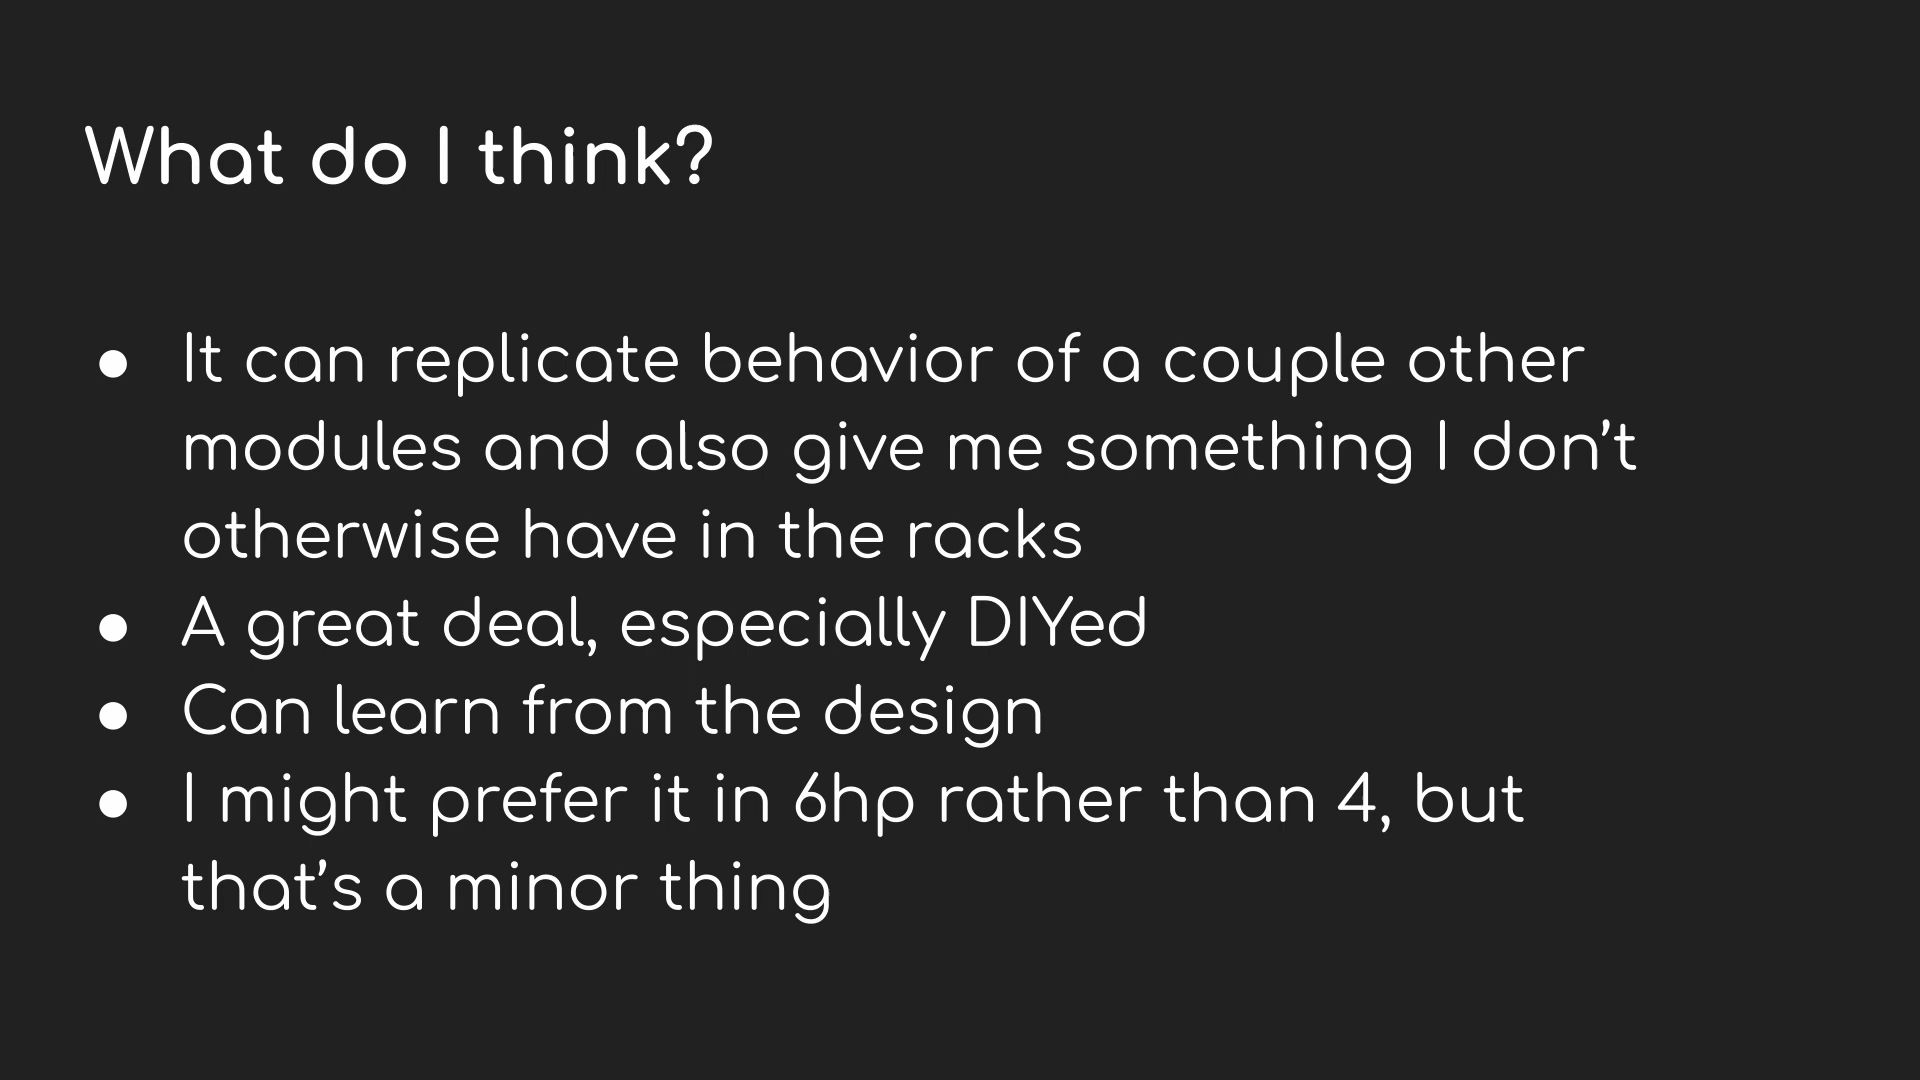 What do I think?
● It can replicate behavior of a couple other
modules and also give me something I don’t
otherwise have in the racks
● A great deal, especially DIYed
● Can learn from the design
● I might prefer it in 6hp rather than 4, but
that’s a minor thing